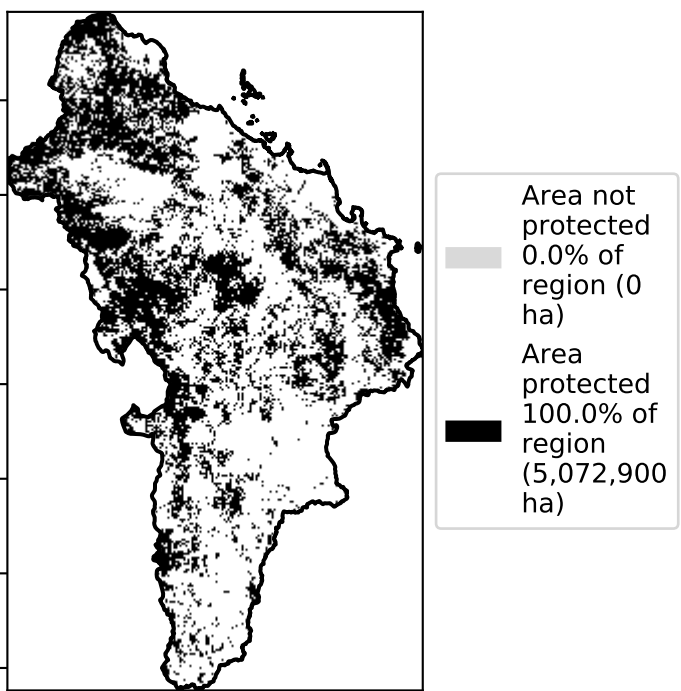 Area not
protected
0.0% of
region (0
ha)
Area
protected
100.0% of
region
(5,072,900
ha)